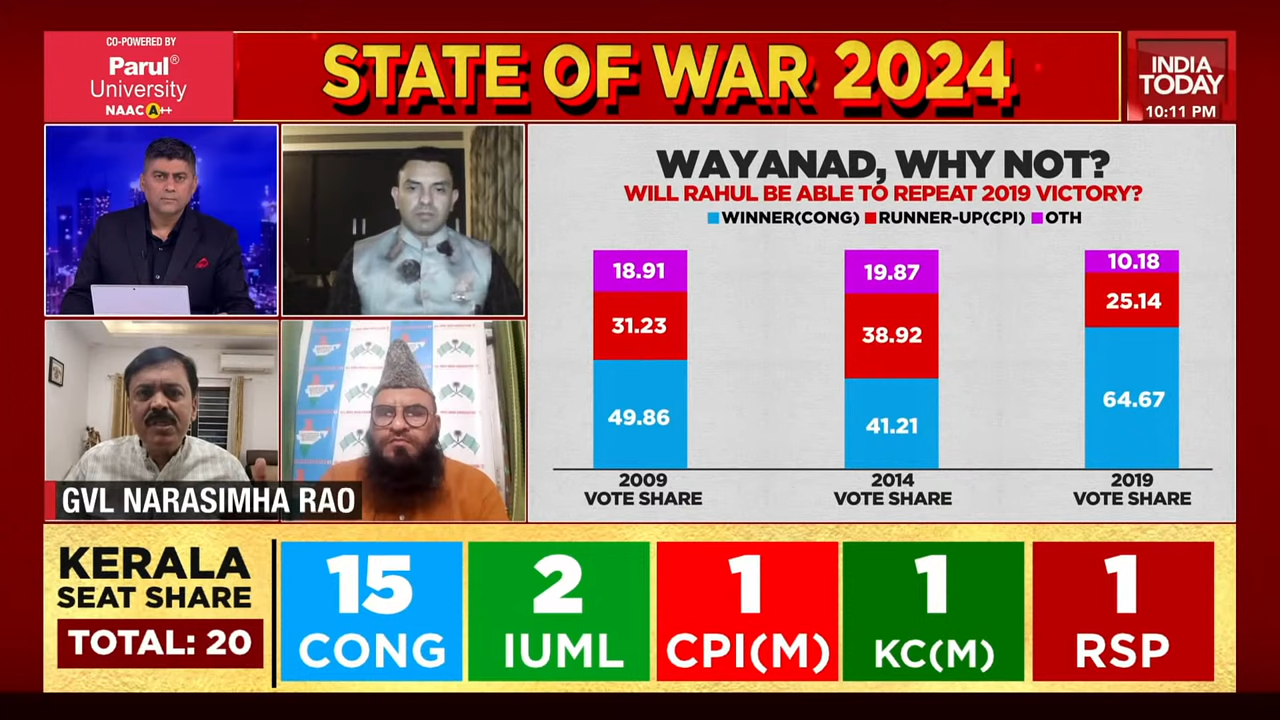 CO-POWERED BY
Parul®
University
NAAC A++
STATE OF WAR 2024
INDIA
TODAY
10:11 PM
WAYANAD, WHY NOT?
WILL RAHUL BE ABLE TO REPEAT 2019 VICTORY?
WINNER(CONG) RUNNER-UP(CPI) OTH
18.91
31.23
49.86
2009
VOTE SHARE
19.87
38.92
41.21
2014
VOTE SHARE
10.18
25.14
64.67
2019
VOTE SHARE
GVL NARASIMHA RAO
KERALA
SEAT SHARE
TOTAL: 20
15
CONG
2
IUML
1
CPI(M)
1
KC(M)
1
RSP